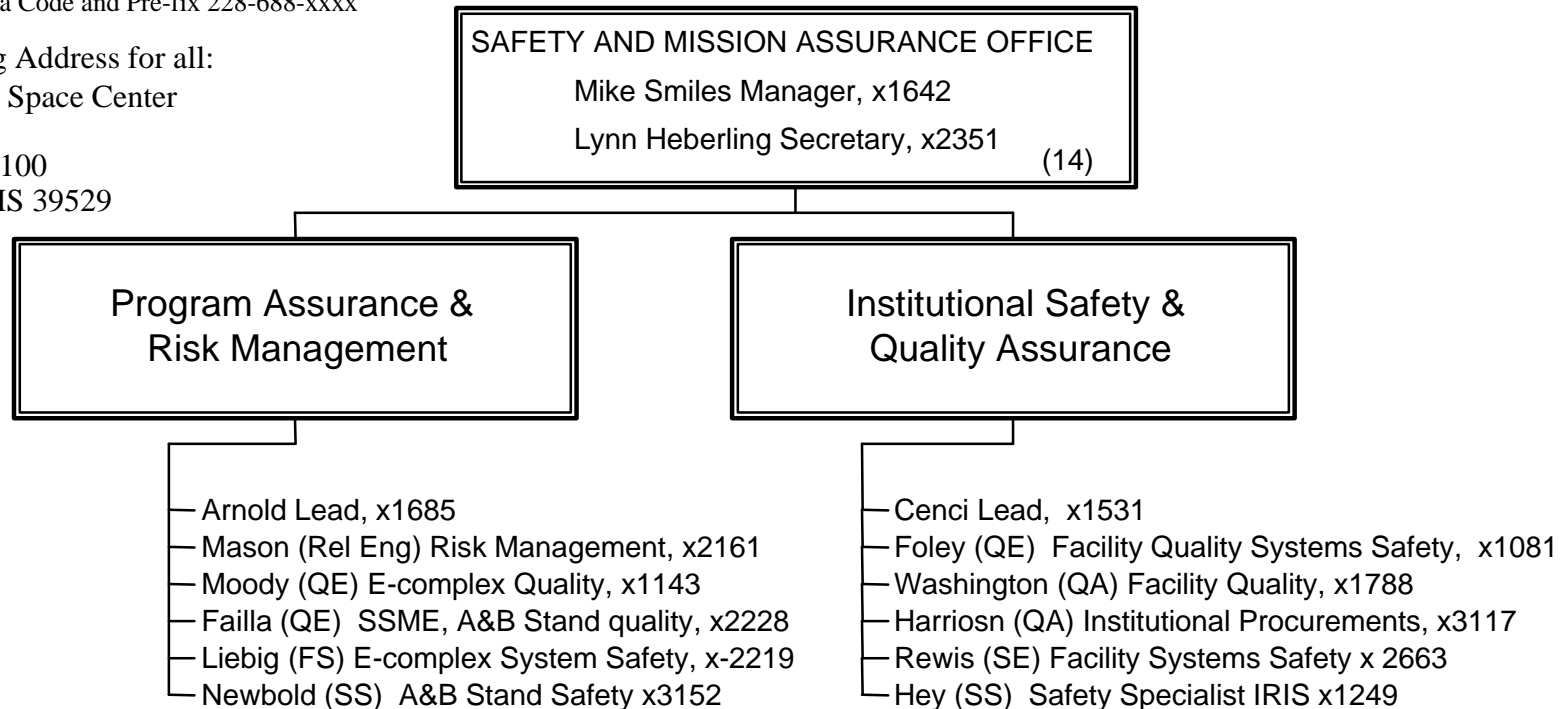 a Code and Pre-fix 228-688-xxxx
g Address for all:
Space Center
100
IS 39529
SAFETY AND MISSION ASSURANCE OFFICE
Mike Smiles Manager, x1642
Lynn Heberling Secretary, x2351
(14)
Program Assurance &
Risk Management
Institutional Safety &
Quality Assurance
Arnold Lead, x1685
Mason (Rel Eng) Risk Management, x2161
Moody (QE) E-complex Quality, x1143
Failla (QE) SSME, A&B Stand quality, x2228
Liebig (FS) E-complex System Safety, x-2219
Newbold (SS) A&B Stand Safety x3152
Cenci Lead, x1531
Foley (QE) Facility Quality Systems Safety, x1081
Washington (QA) Facility Quality, x1788
Harriosn (QA) Institutional Procurements, x3117
Rewis (SE) Facility Systems Safety x 2663
Hey (SS) Safety Specialist IRIS x1249